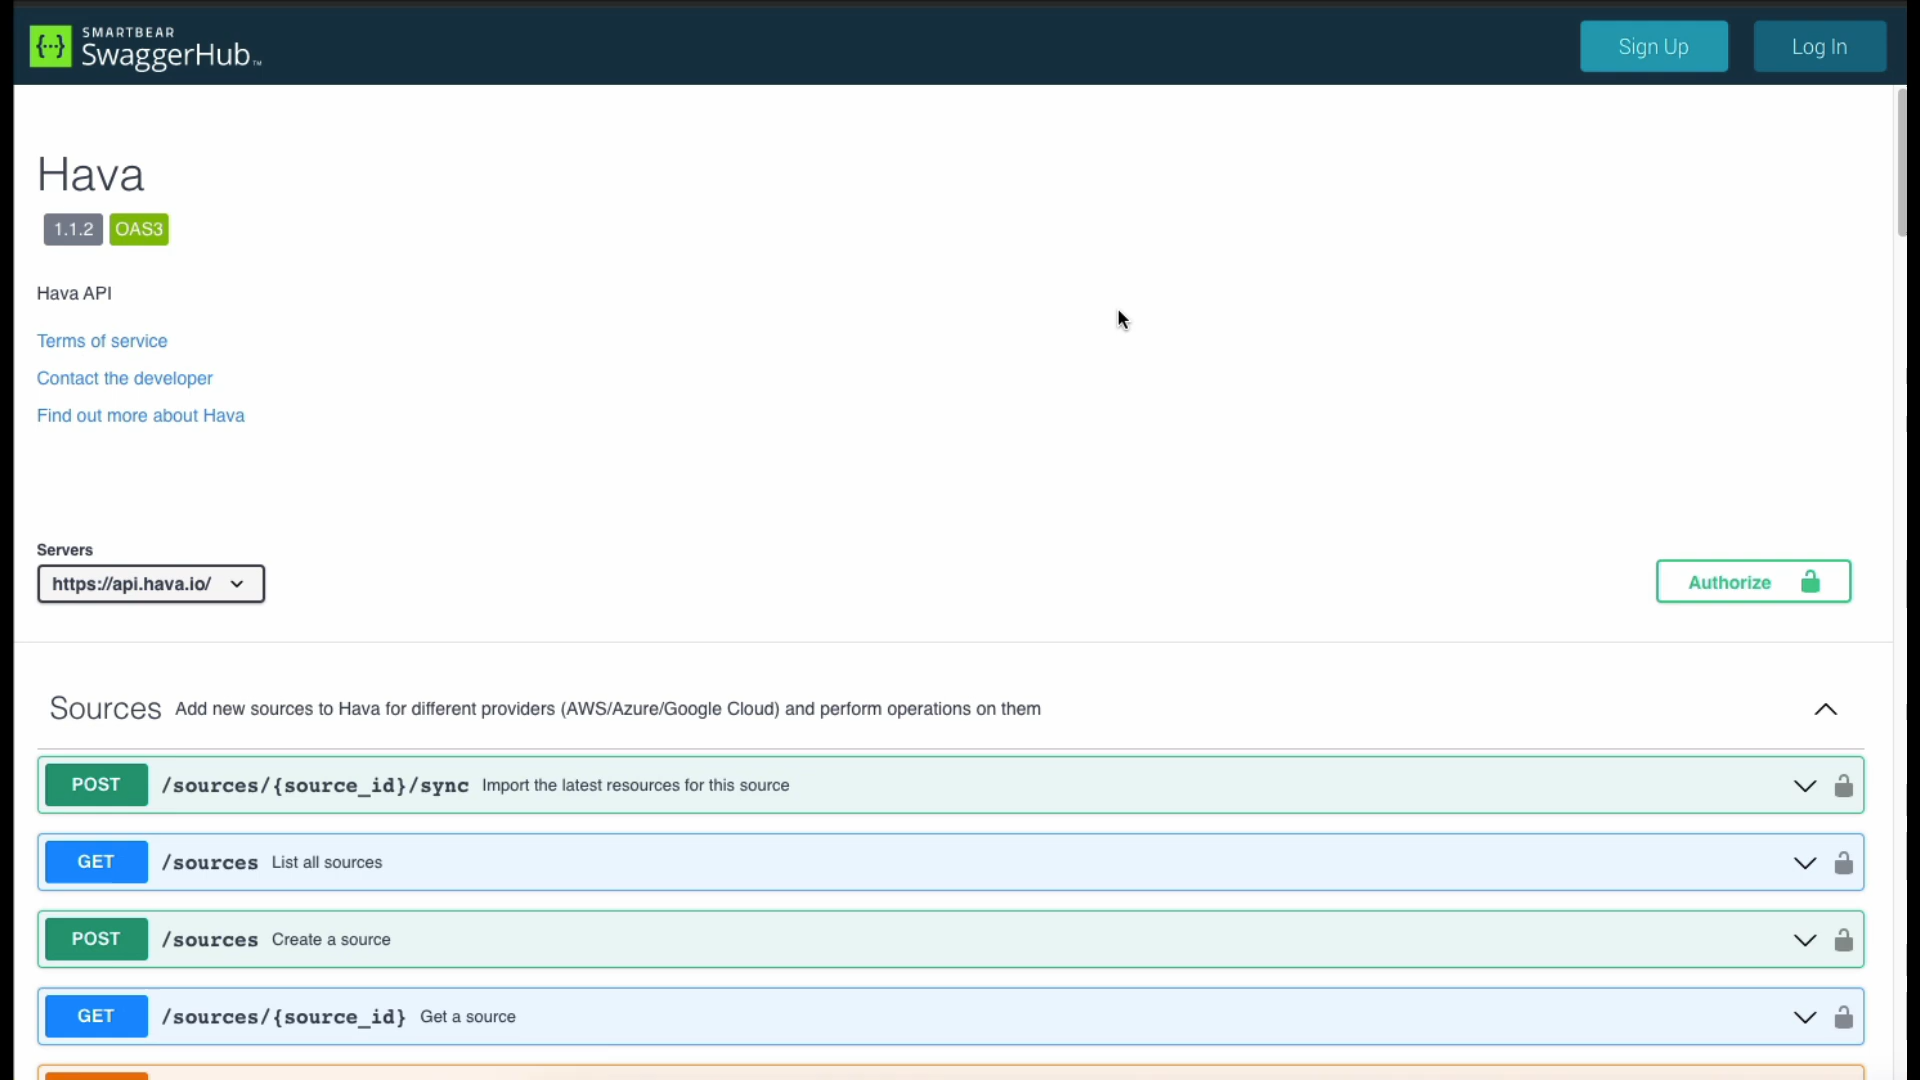 SMARTBEAR
SwaggerHub™
Sign Up
Log In
Hava
1.1.2 OAS3
Hava API
Terms of service
Contact the developer
Find out more about Hava
Servers
https://api.hava.io/
Authorize
Sources Add new sources to Hava for different providers (AWS/Azure/Google Cloud) and perform operations on them
POST /sources/{source_id}/sync Import the latest resources for this source
GET /sources List all sources
POST /sources Create a source
GET /sources/{source_id} Get a source